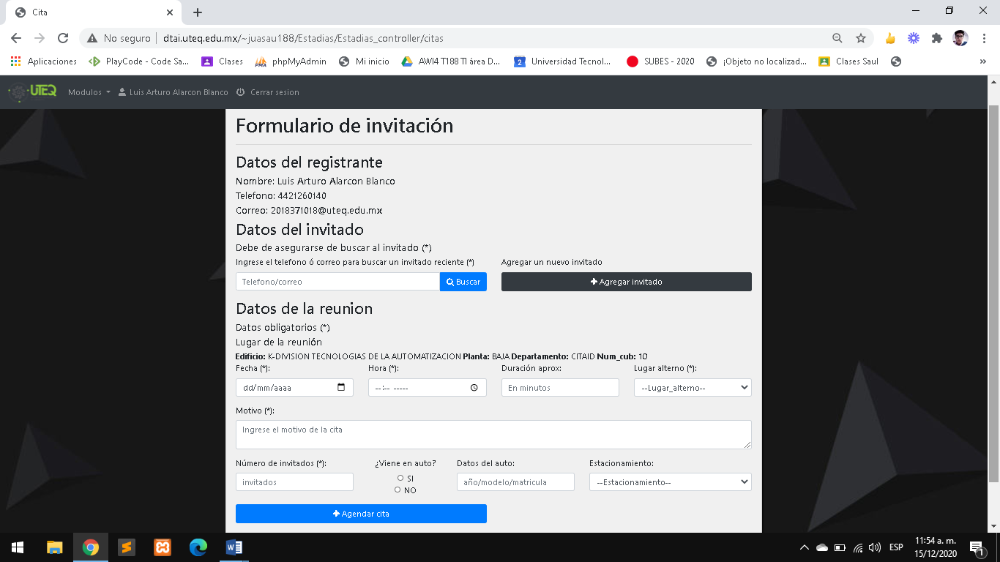 Cita
No seguro dtai.uteq.edu.mx/~juasau188/Estadias/Estadias_controller/citas
Aplicaciones PlayCode - Code Sa... Clases phpMyAdmin Mi inicio AWI4 T188 TI área D... Universidad Tecnol... SUBES - 2020 ¡Objeto no localizad... Clases Saul »
UTEQ Modulos Luis Arturo Alarcon Blanco Cerrar sesion
Formulario de invitación
Datos del registrante
Nombre: Luis Arturo Alarcon Blanco
Telefono: 4421260140
Correo: 2018371018@uteq.edu.mx
Datos del invitado
Debe de asegurarse de buscar al invitado (*)
Ingrese el telefono ó correo para buscar un invitado reciente (*) Agregar un nuevo invitado
Telefono/correo Buscar Agregar invitado
Datos de la reunion
Datos obligatorios (*)
Lugar de la reunión
Edificio: K-DIVISION TECNOLOGIAS DE LA AUTOMATIZACION Planta: BAJA Departamento: CITAID Num_cub: 10
Fecha (*): Hora (*): Duración aprox: Lugar alterno (*):
dd/mm/aaaa --:-- ----- En minutos --Lugar_alterno--
Motivo (*):
Ingrese el motivo de la cita
Número de invitados (*): ¿Viene en auto? Datos del auto: Estacionamiento:
invitados SI año/modelo/matricula --Estacionamiento--
NO
Agendar cita
ESP 11:54 a. m.
15/12/2020 1